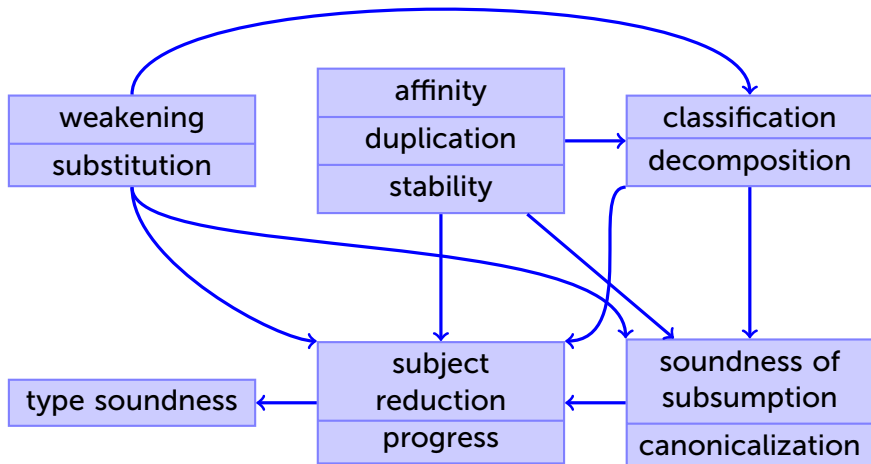 weakening
substitution
affinity
duplication
stability
classification
decomposition
type soundness
subject
reduction
progress
soundness of
subsumption
canonicalization